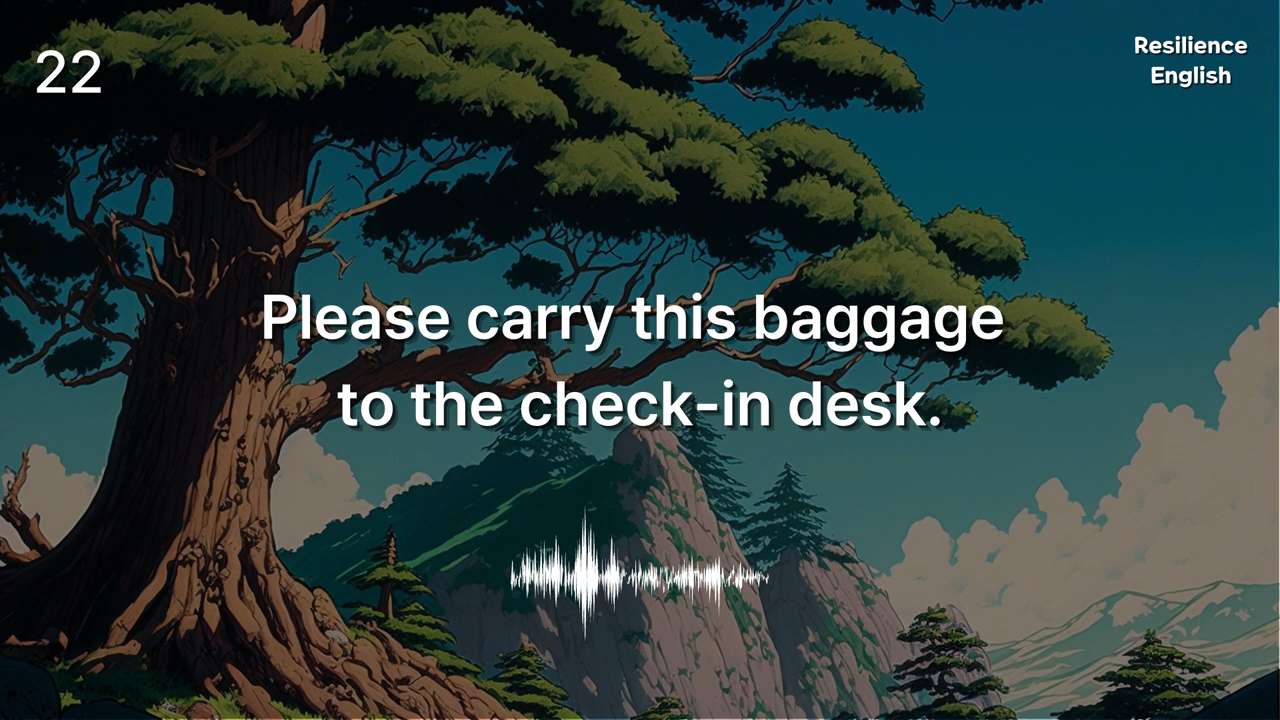 22
Resilience
English
Please carry this baggage
to the check-in desk.